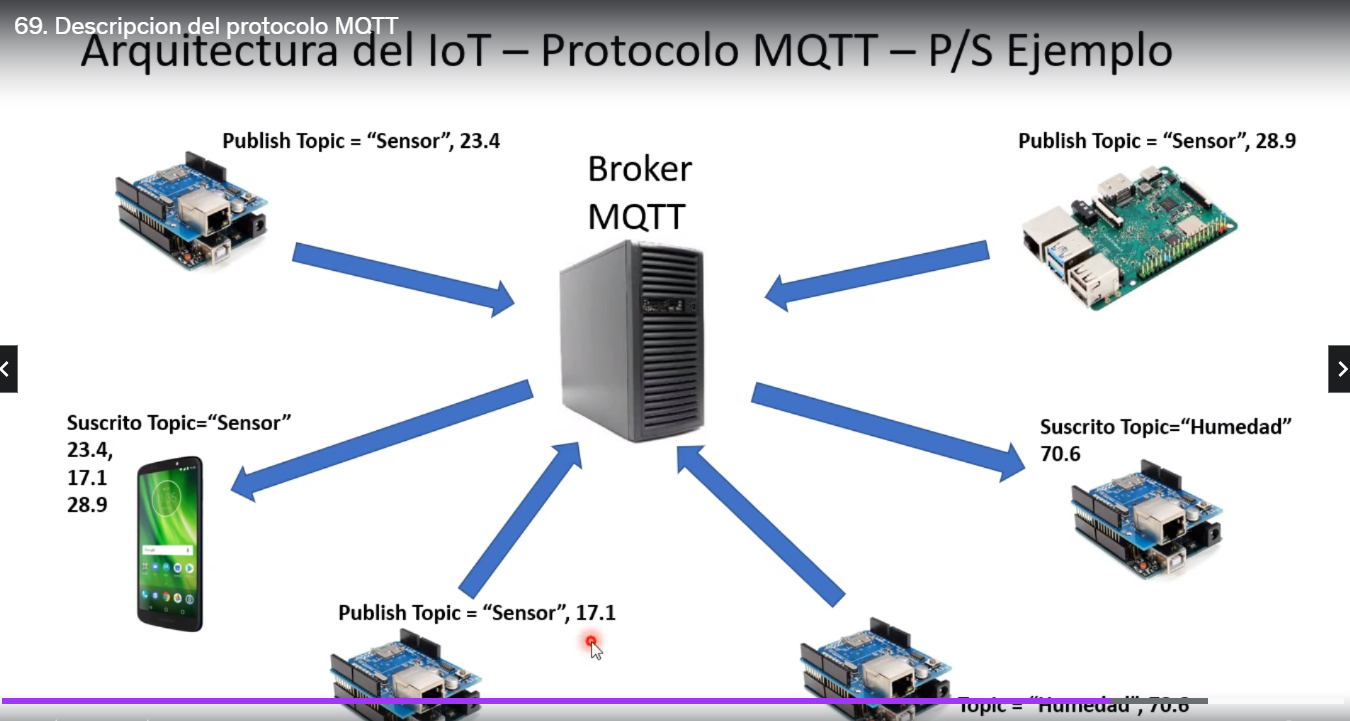 69. Descripcion del protocolo MQTT
Arquitectura del IoT – Protocolo MQTT – P/S Ejemplo
Publish Topic = “Sensor”, 23.4
Broker
MQTT
Publish Topic = “Sensor”, 28.9
Suscrito Topic=“Sensor”
23.4,
17.1
28.9
Suscrito Topic=“Humedad”
70.6
Publish Topic = “Sensor”, 17.1
Topic = “Humedad”, 70.6